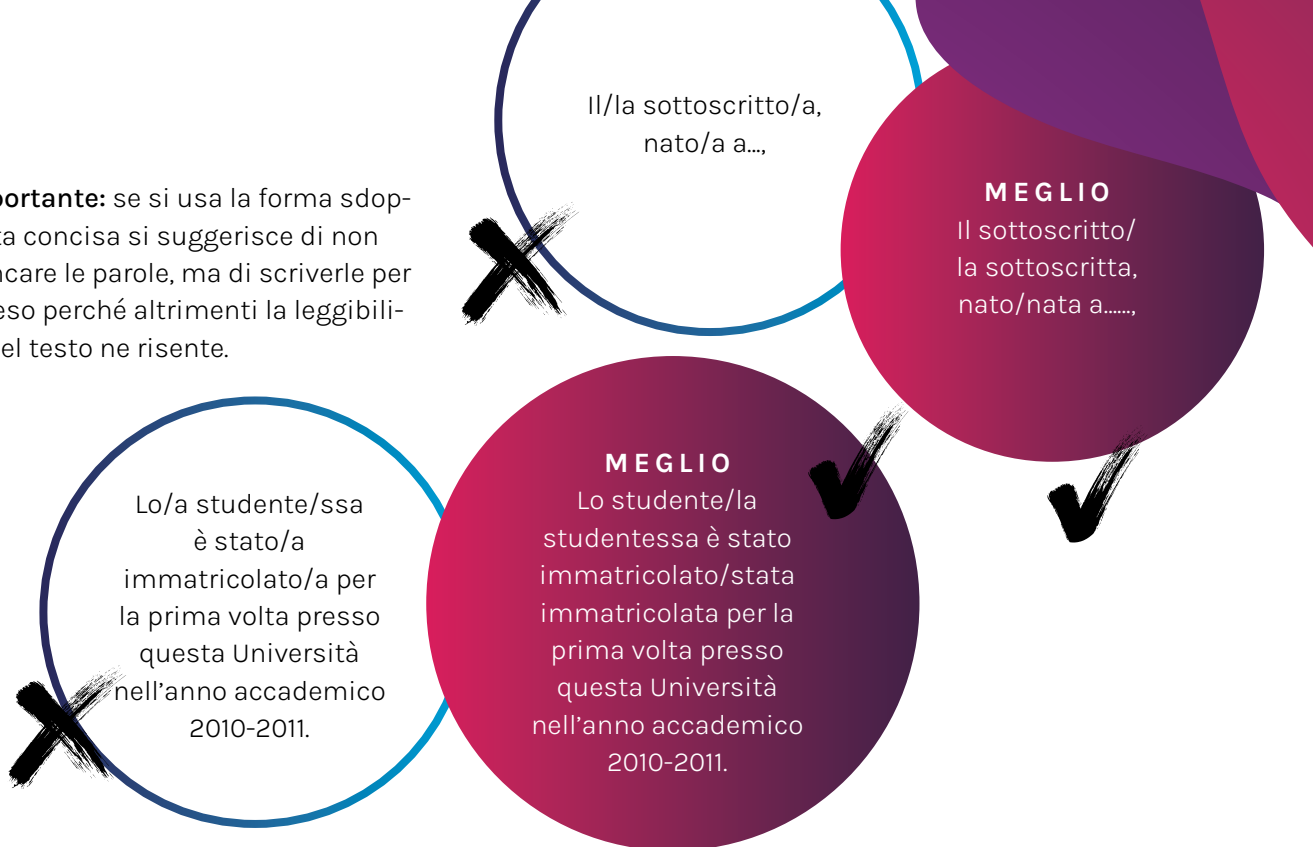 Il/la sottoscritto/a,
nato/a a...,
MEGLIO
Il sottoscritto/
la sottoscritta,
nato/nata a......,
portante: se si usa la forma sdop-
ta concisa si suggerisce di non
ncare le parole, ma di scriverle per
eso perché altrimenti la leggibili-
el testo ne risente.
Lo/a studente/ssa
è stato/a
immatricolato/a per
la prima volta presso
questa Università
nell'anno accademico
2010-2011.
MEGLIO
Lo studente/la
studentessa è stato
immatricolato/stata
immatricolata per la
prima volta presso
questa Università
nell'anno accademico
2010-2011.